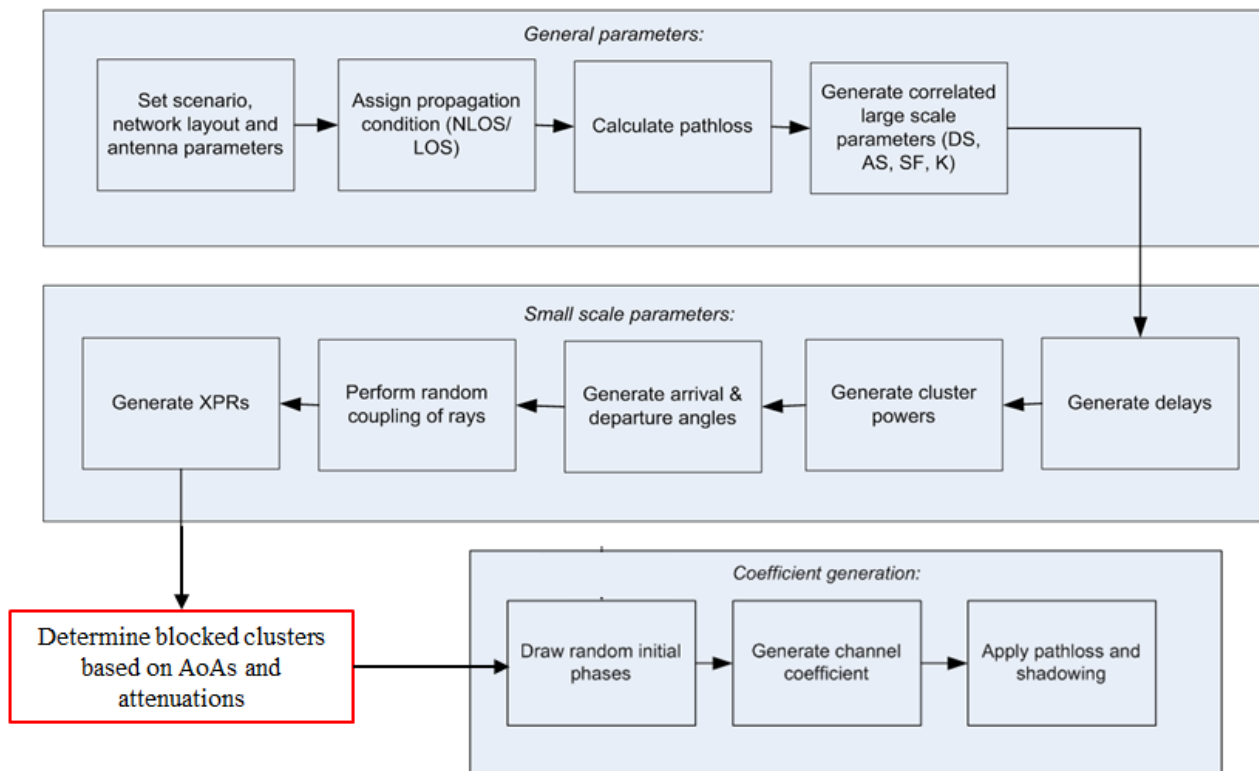 General parameters:
Set scenario,
network layout and
antenna parameters
Assign propagation
condition (NLOS/
LOS)
Calculate pathloss
Generate correlated
large scale
parameters (DS,
AS, SF, K)
Small scale parameters:
Generate XPRs
Perform random
coupling of rays
Generate arrival &
departure angles
Generate cluster
powers
Generate delays
Determine blocked clusters
based on AoAs and
attenuations
Coefficient generation:
Draw random initial
phases
Generate channel
coefficient
Apply pathloss and
shadowing